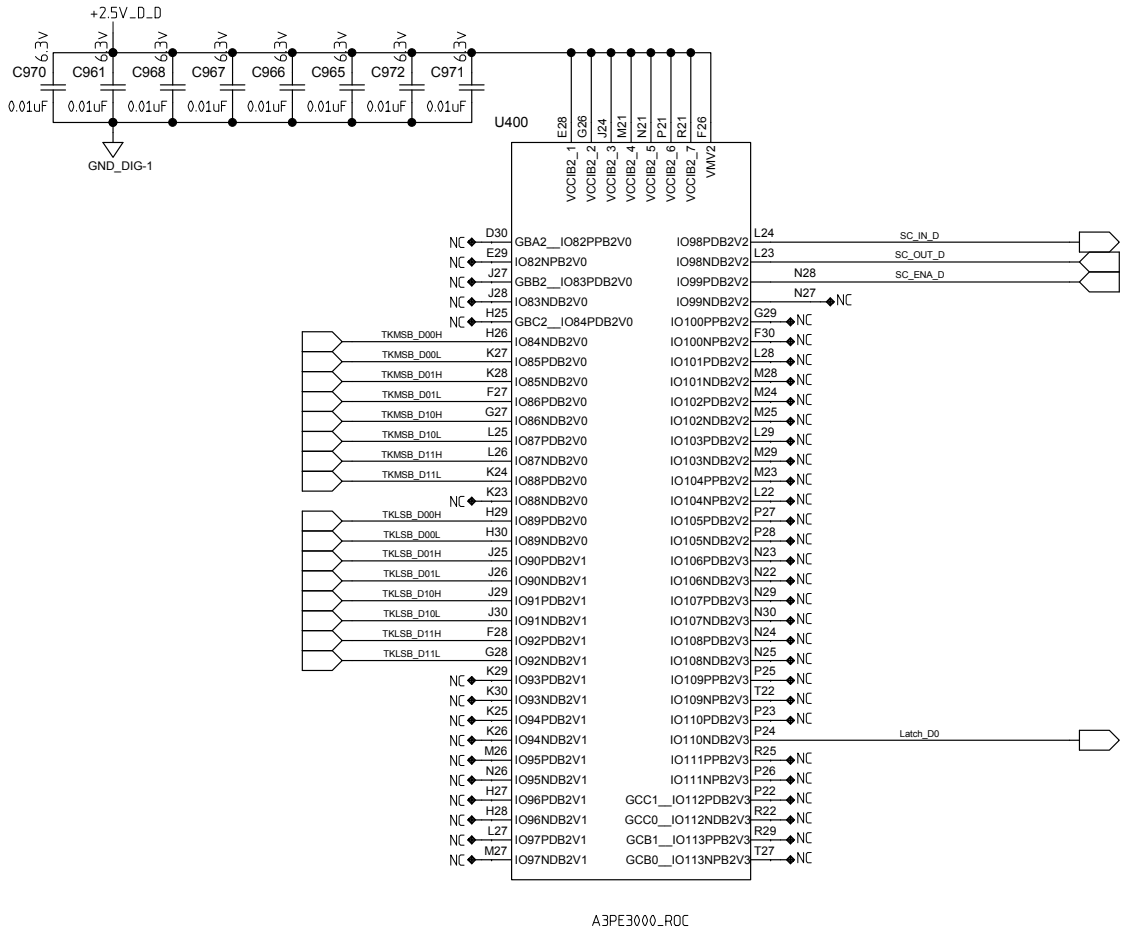 +2.5V_D_D
6.3v 6.3v 6.3v 6.3v 6.3v 6.3v 6.3v 6.3v
C970 C961 C968 C967 C966 C965 C972 C971
0.01uF 0.01uF 0.01uF 0.01uF 0.01uF 0.01uF 0.01uF 0.01uF
GND_DIG-1
U400
E28 G26 J24 M21 N21 P21 R21 F26
VCCIB2_1 VCCIB2_2 VCCIB2_3 VCCIB2_4 VCCIB2_5 VCCIB2_6 VCCIB2_7 VMV2
NC D30 GBA2__IO82PPB2V0 IO98PDB2V2 L24 SC_IN_D
NC E29 IO82NPB2V0 IO98NDB2V2 L23 SC_OUT_D
NC J27 GBB2__IO83PDB2V0 IO99PDB2V2 N28 SC_ENA_D
NC J28 IO83NDB2V0 IO99NDB2V2 N27 NC
NC H25 GBC2__IO84PDB2V0 IO100PPB2V2 G29 NC
TKMSB_D00H H26 IO84NDB2V0 IO100NPB2V2 F30 NC
TKMSB_D00L K27 IO85PDB2V0 IO101PDB2V2 L28 NC
TKMSB_D01H K28 IO85NDB2V0 IO101NDB2V2 M28 NC
TKMSB_D01L F27 IO86PDB2V0 IO102PDB2V2 M24 NC
TKMSB_D10H G27 IO86NDB2V0 IO102NDB2V2 M25 NC
TKMSB_D10L L25 IO87PDB2V0 IO103PDB2V2 L29 NC
TKMSB_D11H L26 IO87NDB2V0 IO103NDB2V2 M29 NC
TKMSB_D11L K24 IO88PDB2V0 IO104PPB2V2 M23 NC
NC K23 IO88NDB2V0 IO104NPB2V2 L22 NC
TKLSB_D00H H29 IO89PDB2V0 IO105PDB2V2 P27 NC
TKLSB_D00L H30 IO89NDB2V0 IO105NDB2V2 P28 NC
TKLSB_D01H J25 IO90PDB2V1 IO106PDB2V3 N23 NC
TKLSB_D01L J26 IO90NDB2V1 IO106NDB2V3 N22 NC
TKLSB_D10H J29 IO91PDB2V1 IO107PDB2V3 N29 NC
TKLSB_D10L J30 IO91NDB2V1 IO107NDB2V3 N30 NC
TKLSB_D11H F28 IO92PDB2V1 IO108PDB2V3 N24 NC
TKLSB_D11L G28 IO92NDB2V1 IO108NDB2V3 N25 NC
NC K29 IO93PDB2V1 IO109PPB2V3 P25 NC
NC K30 IO93NDB2V1 IO109NPB2V3 T22 NC
NC K25 IO94PDB2V1 IO110PDB2V3 P23 NC
NC K26 IO94NDB2V1 IO110NDB2V3 P24 Latch_D0
NC M26 IO95PDB2V1 IO111PPB2V3 R25 NC
NC N26 IO95NDB2V1 IO111NPB2V3 P26 NC
NC H27 IO96PDB2V1 GCC1__IO112PDB2V3 P22 NC
NC H28 IO96NDB2V1 GCC0__IO112NDB2V3 R22 NC
NC L27 IO97PDB2V1 GCB1__IO113PPB2V3 R29 NC
NC M27 IO97NDB2V1 GCB0__IO113NPB2V3 T27 NC
A3PE3000_ROC